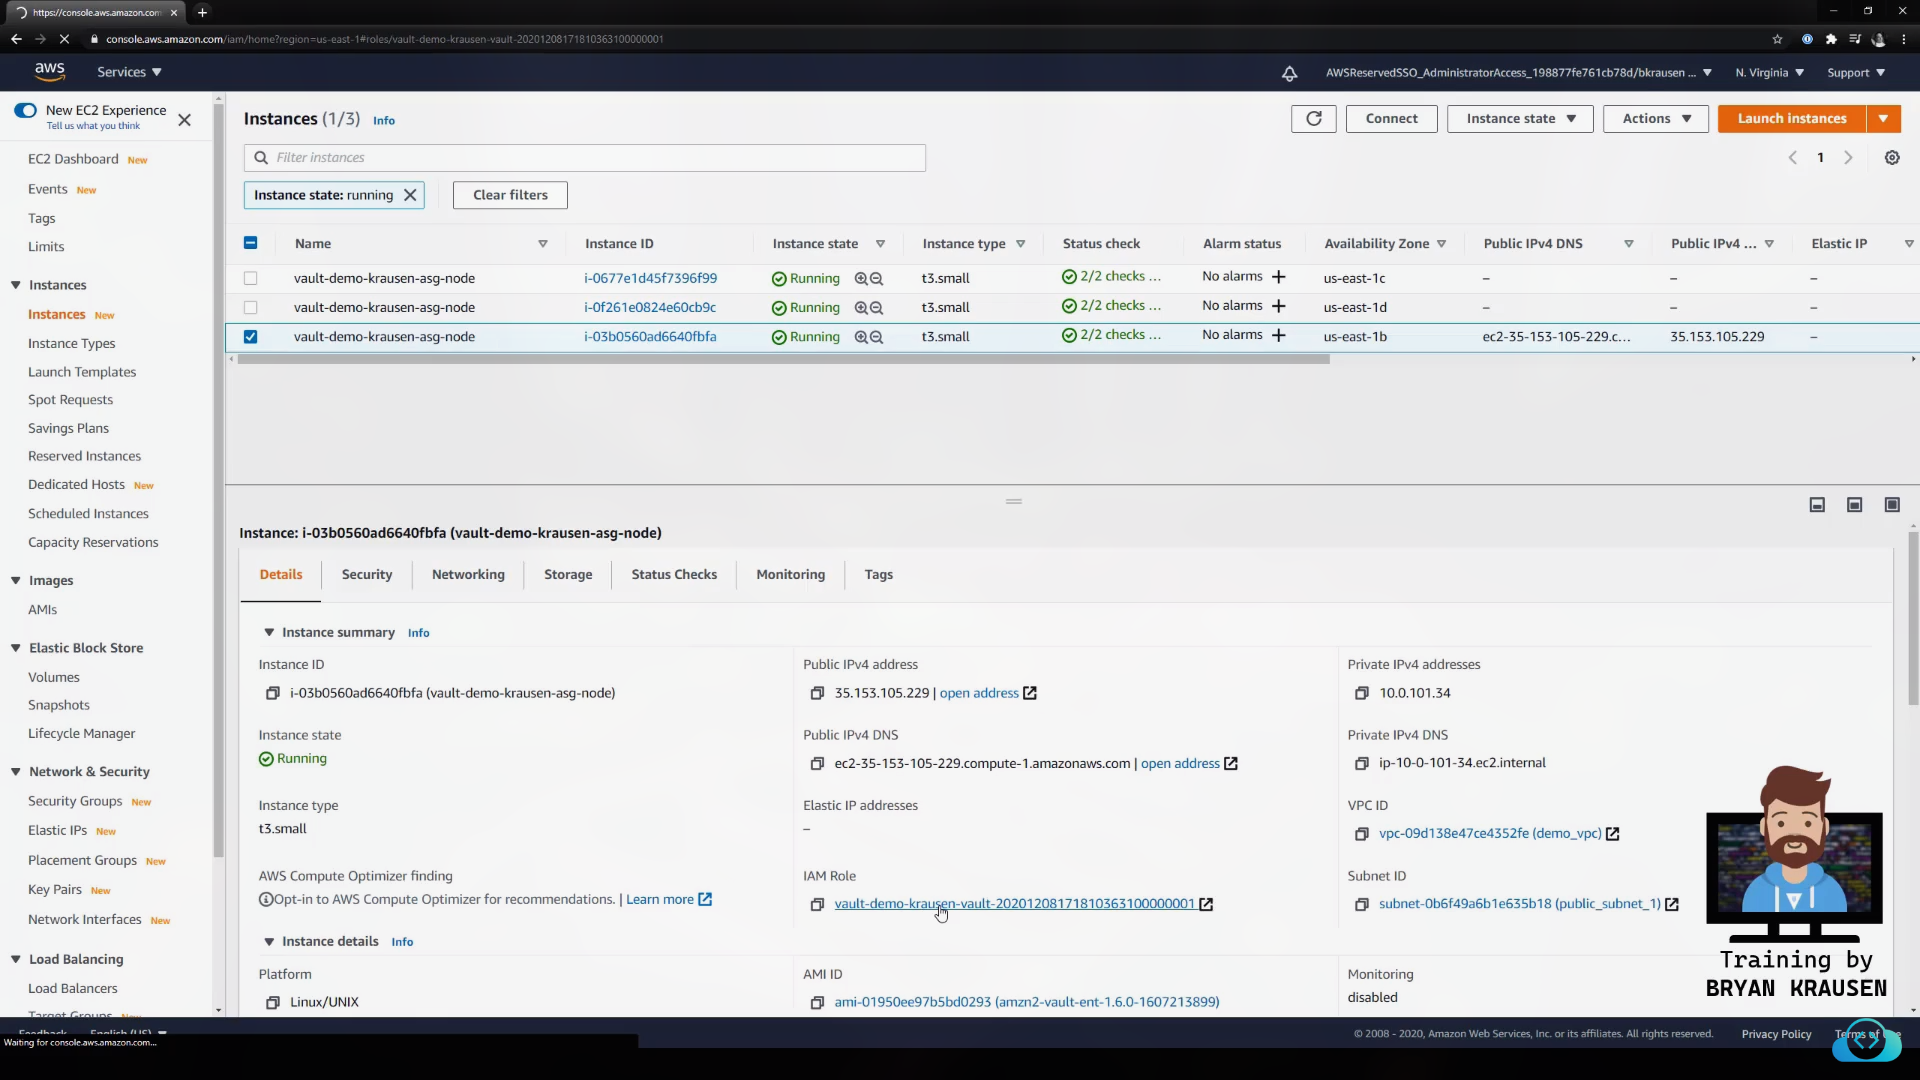 https://console.aws.amazon.com
console.aws.amazon.com/iam/home?region=us-east-1#roles/vault-demo-krausen-vault-20201208171810363100000001
aws
Services
AWSReservedSSO_AdministratorAccess_198877fe761cb78d/bkrausen ...
N. Virginia
Support
New EC2 Experience
Tell us what you think
EC2 Dashboard New
Events New
Tags
Limits
Instances
Instances New
Instance Types
Launch Templates
Spot Requests
Savings Plans
Reserved Instances
Dedicated Hosts New
Scheduled Instances
Capacity Reservations
Images
AMIs
Elastic Block Store
Volumes
Snapshots
Lifecycle Manager
Network & Security
Security Groups New
Elastic IPs New
Placement Groups New
Key Pairs New
Network Interfaces New
Load Balancing
Load Balancers
Target Groups
Instances (1/3) Info
Connect
Instance state
Actions
Launch instances
Filter instances
1
Instance state: running
Clear filters
Name Instance ID Instance state Instance type Status check Alarm status Availability Zone Public IPv4 DNS Public IPv4 ... Elastic IP
vault-demo-krausen-asg-node i-0677e1d45f7396f99 Running t3.small 2/2 checks ... No alarms + us-east-1c – – –
vault-demo-krausen-asg-node i-0f261e0824e60cb9c Running t3.small 2/2 checks ... No alarms + us-east-1d – – –
vault-demo-krausen-asg-node i-03b0560ad6640fbfa Running t3.small 2/2 checks ... No alarms + us-east-1b ec2-35-153-105-229.c... 35.153.105.229 –
Instance: i-03b0560ad6640fbfa (vault-demo-krausen-asg-node)
Details Security Networking Storage Status Checks Monitoring Tags
Instance summary Info
Instance ID
i-03b0560ad6640fbfa (vault-demo-krausen-asg-node)
Public IPv4 address
35.153.105.229 | open address
Private IPv4 addresses
10.0.101.34
Instance state
Running
Public IPv4 DNS
ec2-35-153-105-229.compute-1.amazonaws.com | open address
Private IPv4 DNS
ip-10-0-101-34.ec2.internal
Instance type
t3.small
Elastic IP addresses
–
VPC ID
vpc-09d138e47ce4352fe (demo_vpc)
AWS Compute Optimizer finding
Opt-in to AWS Compute Optimizer for recommendations. | Learn more
IAM Role
vault-demo-krausen-vault-20201208171810363100000001
Subnet ID
subnet-0b6f49a6b1e635b18 (public_subnet_1)
Instance details Info
Platform
Linux/UNIX
AMI ID
ami-01950ee97b5bd0293 (amzn2-vault-ent-1.6.0-1607213899)
Monitoring
disabled
Training by
BRYAN KRAUSEN
Feedback English (US)
© 2008 - 2020, Amazon Web Services, Inc. or its affiliates. All rights reserved.
Privacy Policy
Terms of
Waiting for console.aws.amazon.com...